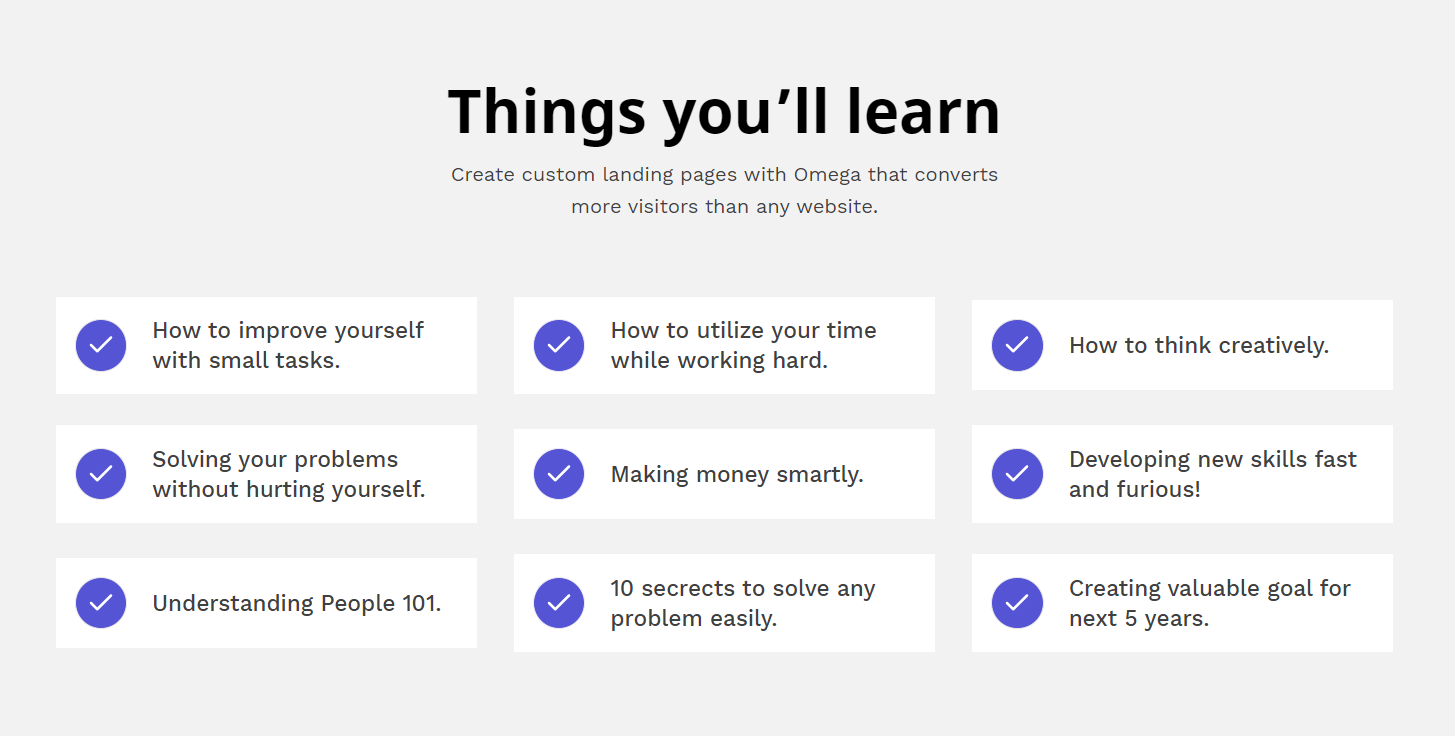 Things you’ll learn
Create custom landing pages with Omega that converts
more visitors than any website.
How to improve yourself
with small tasks.
How to utilize your time
while working hard.
How to think creatively.
Solving your problems
without hurting yourself.
Making money smartly.
Developing new skills fast
and furious!
Understanding People 101.
10 secrects to solve any
problem easily.
Creating valuable goal for
next 5 years.